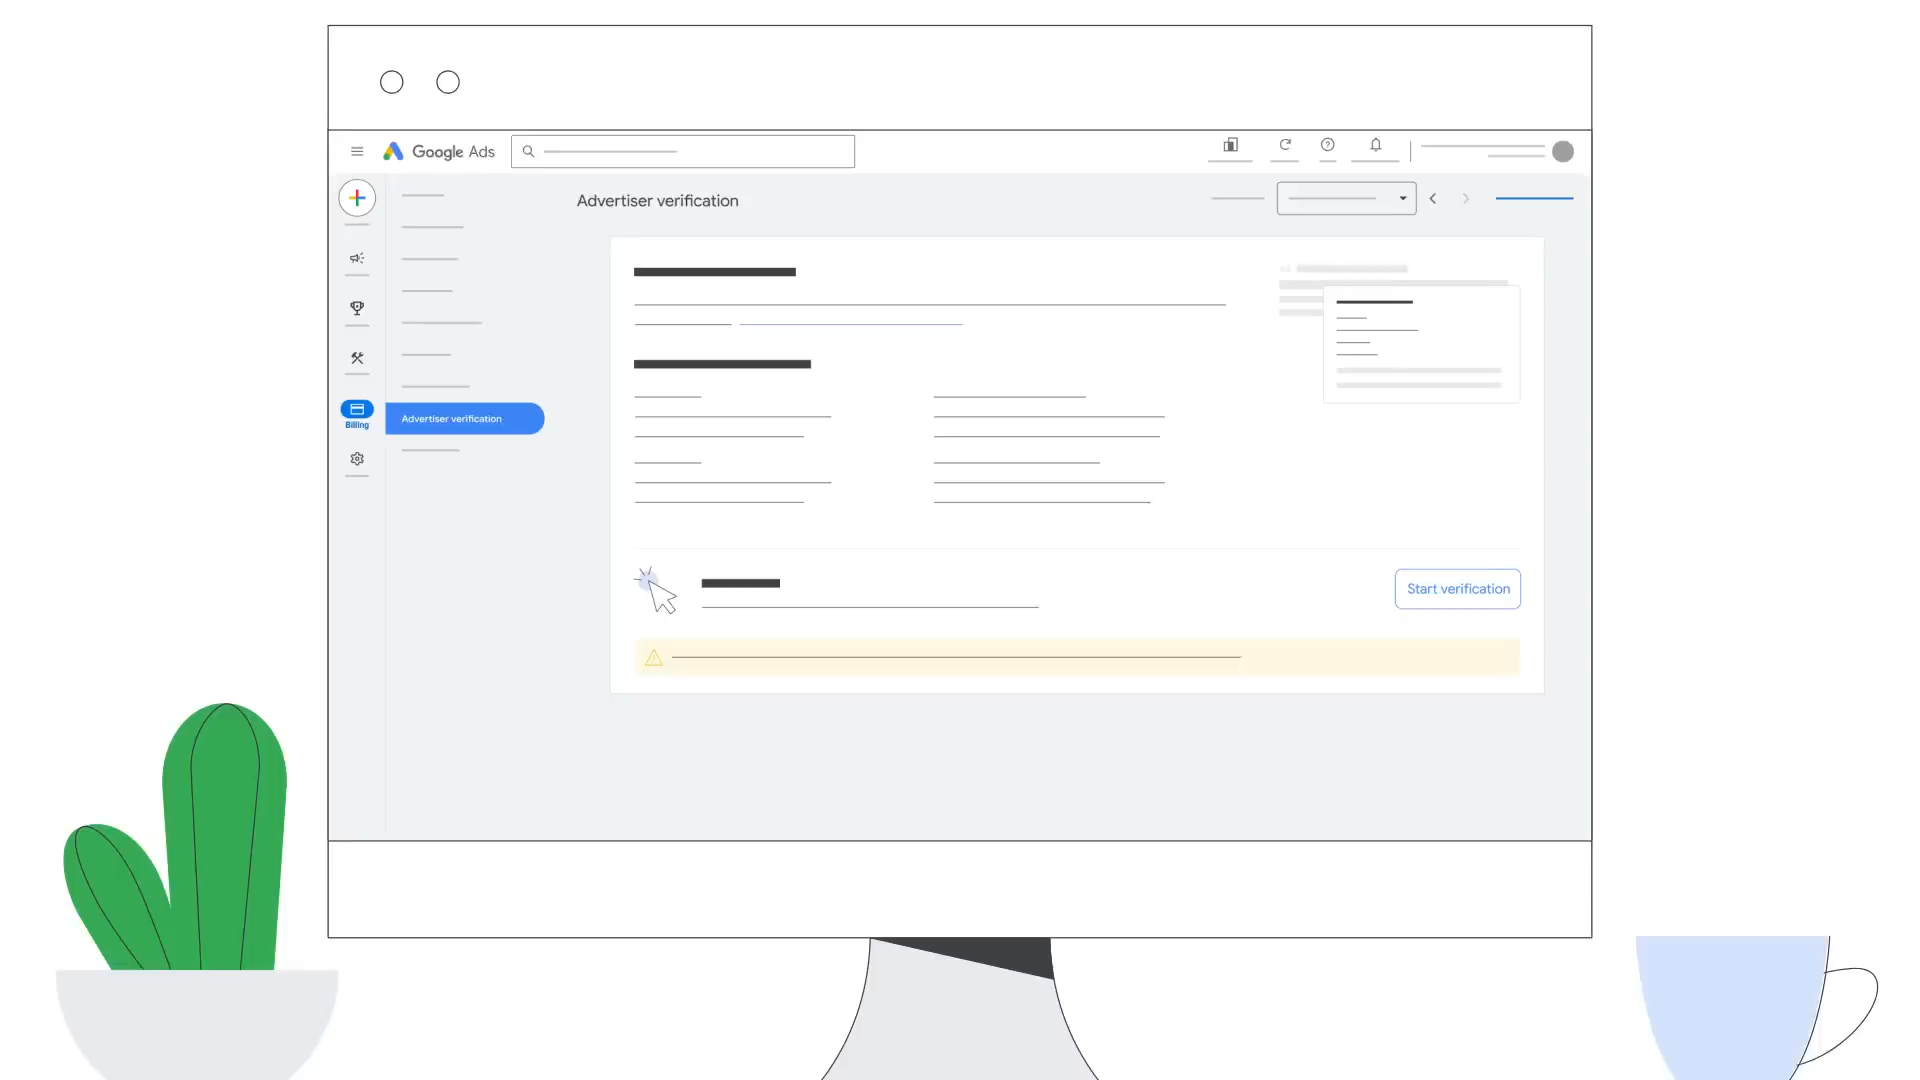 Google Ads
Advertiser verification
Billing
Advertiser verification
Start verification